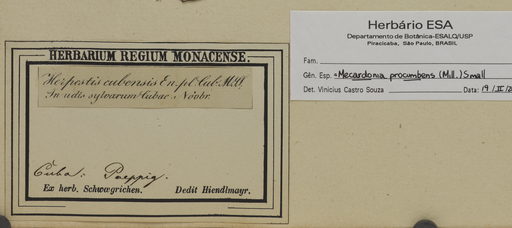 HERBARIUM REGIUM MONACENSE.
Herpestis cubensis En. pl. Cub. MSS.
In udis sylvarum Cubae. Novbr.
Cuba: Poeppig.
Ex herb. Schwœgrichen. Dedit Hiendlmayr.
Herbário ESA
Departamento de Botânica-ESALQ/USP
Piracicaba, São Paulo, BRASIL
Fam.
Gên. Esp. Mecardonia procumbens (Mill.) Small
Det. Vinicius Castro Souza Data: 19/II/